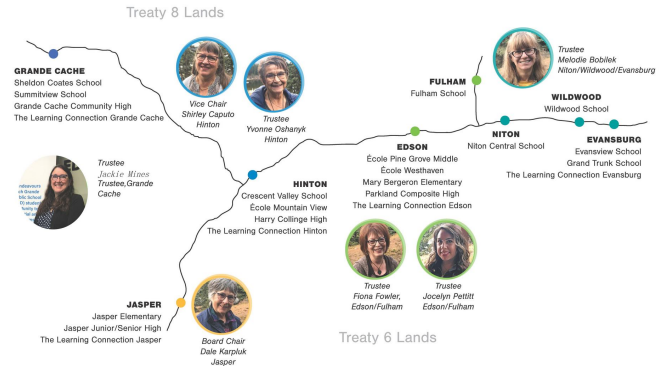 Treaty 8 Lands
GRANDE CACHE
Sheldon Coates School
Summitview School
Grande Cache Community High
The Learning Connection Grande Cache
Vice Chair
Shirley Caputo
Hinton
Trustee
Yvonne Oshanyk
Hinton
Trustee
Melodie Bobilek
Niton/Wildwood/Evansburg
FULHAM
Fulham School
WILDWOOD
Wildwood School
NITON
Niton Central School
EVANSBURG
Evansview School
Grand Trunk School
The Learning Connection Evansburg
EDSON
École Pine Grove Middle
École Westhaven
Mary Bergeron Elementary
Parkland Composite High
The Learning Connection Edson
Trustee
Jackie Mines
Trustee,Grande
Cache
HINTON
Crescent Valley School
École Mountain View
Harry Collinge High
The Learning Connection Hinton
Trustee
Fiona Fowler,
Edson/Fulham
Trustee
Jocelyn Pettitt
Edson/Fulham
JASPER
Jasper Elementary
Jasper Junior/Senior High
The Learning Connection Jasper
Board Chair
Dale Karpluk
Jasper
Treaty 6 Lands